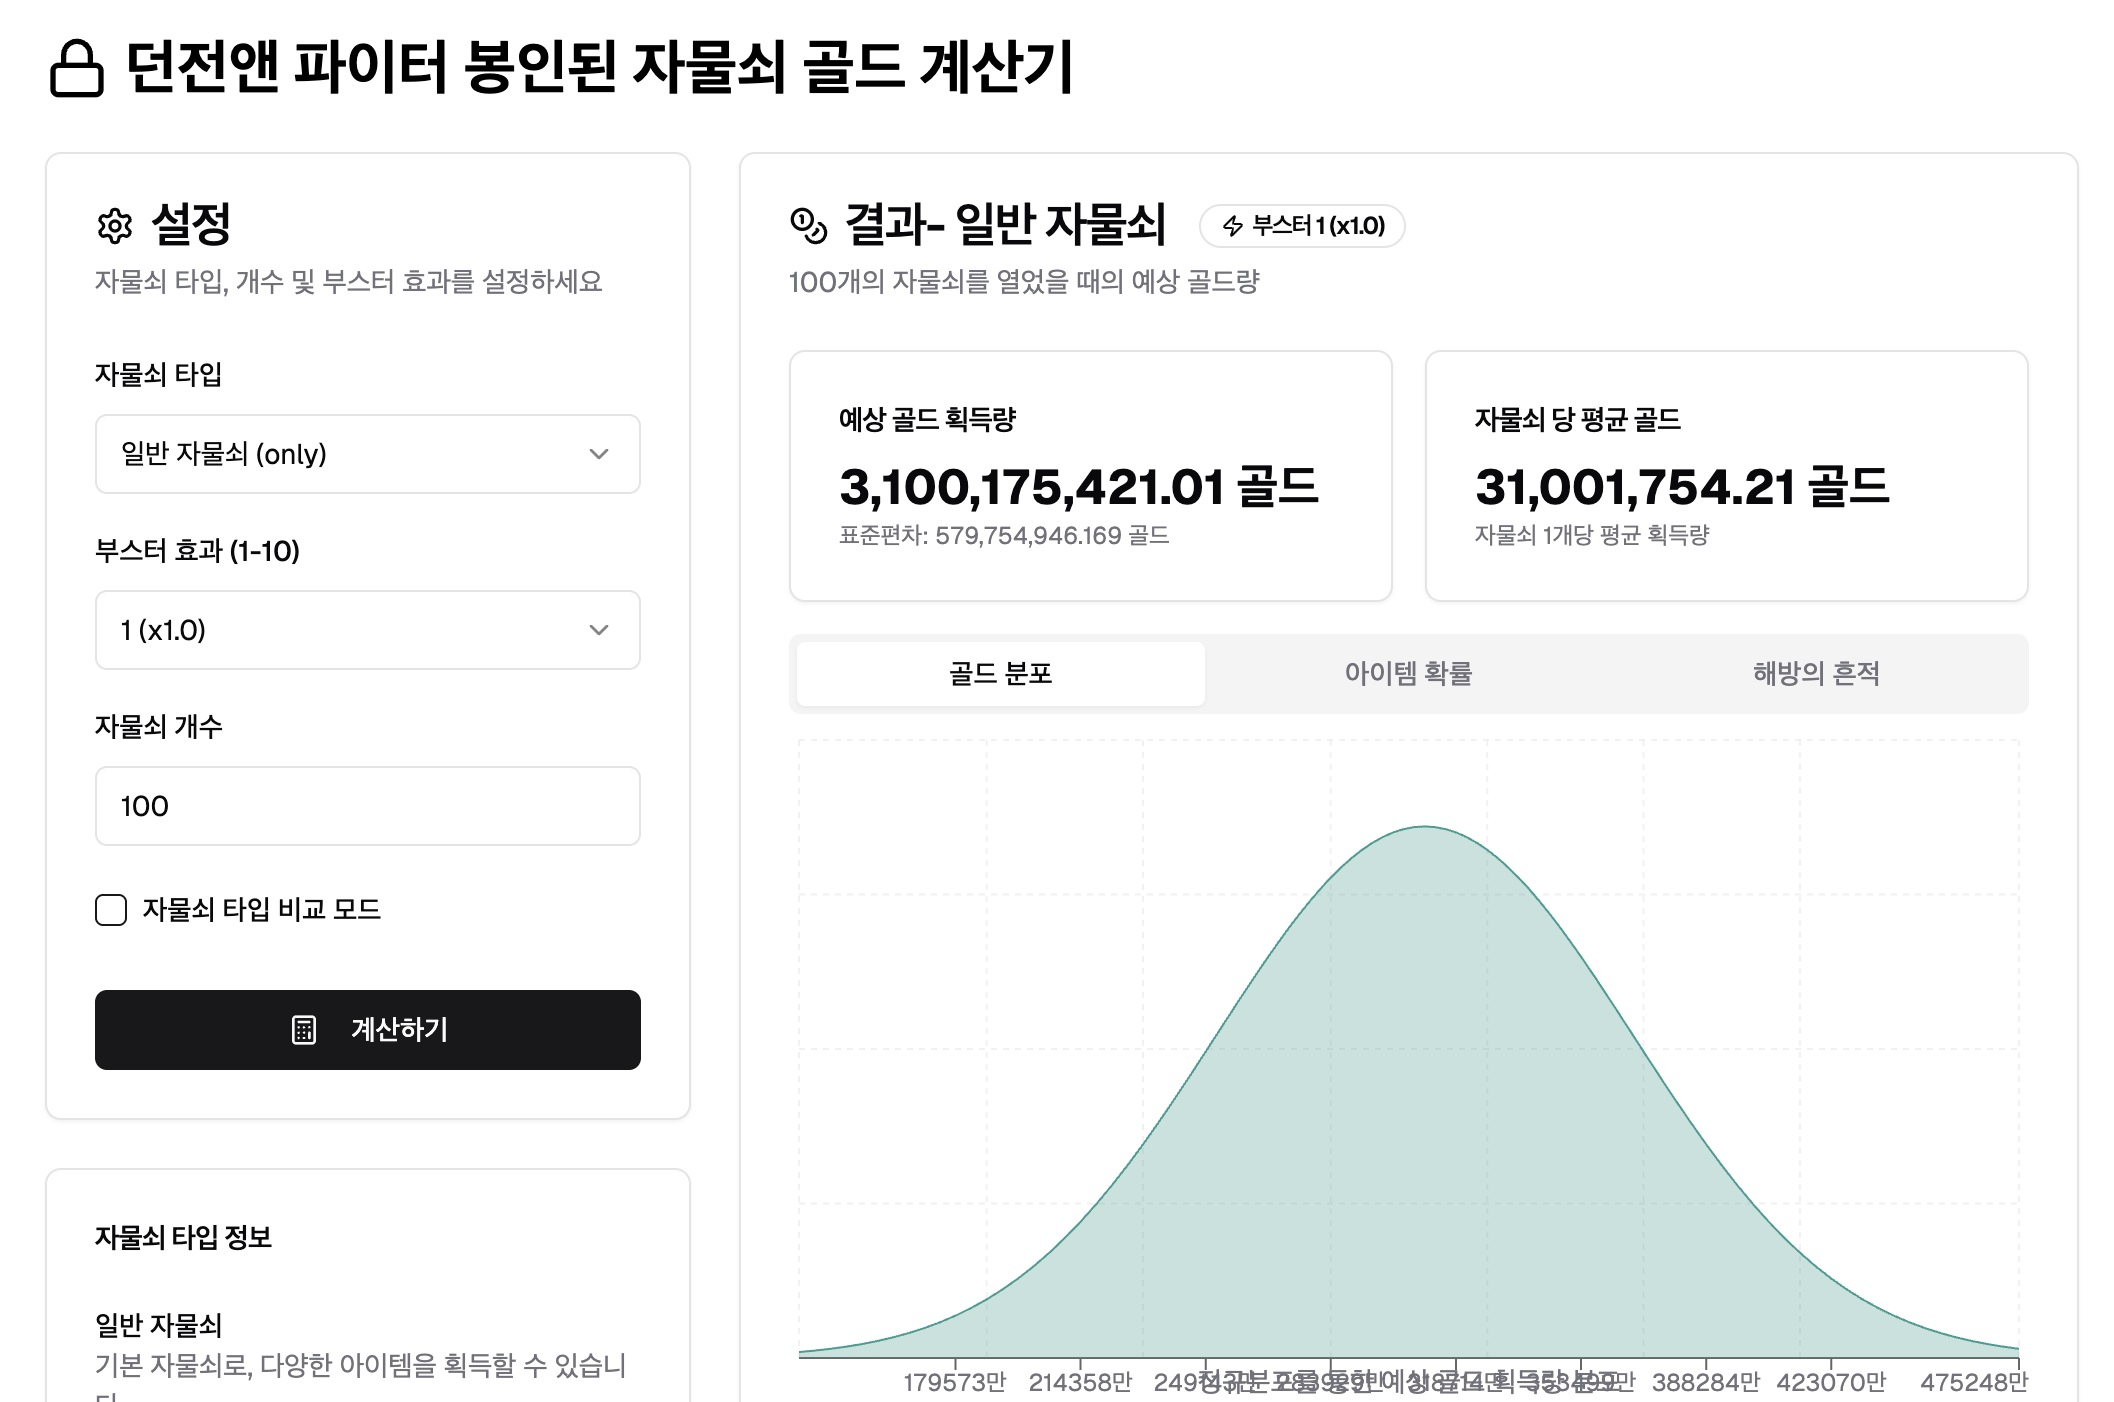 던전앤 파이터 봉인된 자물쇠 골드 계산기
설정
자물쇠 타입, 개수 및 부스터 효과를 설정하세요
자물쇠 타입
일반 자물쇠 (only)
부스터 효과 (1-10)
1 (x1.0)
자물쇠 개수
100
자물쇠 타입 비교 모드
계산하기
자물쇠 타입 정보
일반 자물쇠
기본 자물쇠로, 다양한 아이템을 획득할 수 있습니
결과- 일반 자물쇠
부스터 1 (x1.0)
100개의 자물쇠를 열었을 때의 예상 골드량
예상 골드 획득량
3,100,175,421.01 골드
표준편차: 579,754,946.169 골드
자물쇠 당 평균 골드
31,001,754.21 골드
자물쇠 1개당 평균 획득량
골드 분포
아이템 확률
해방의 흔적
179573만 214358만 388284만 423070만 475248만